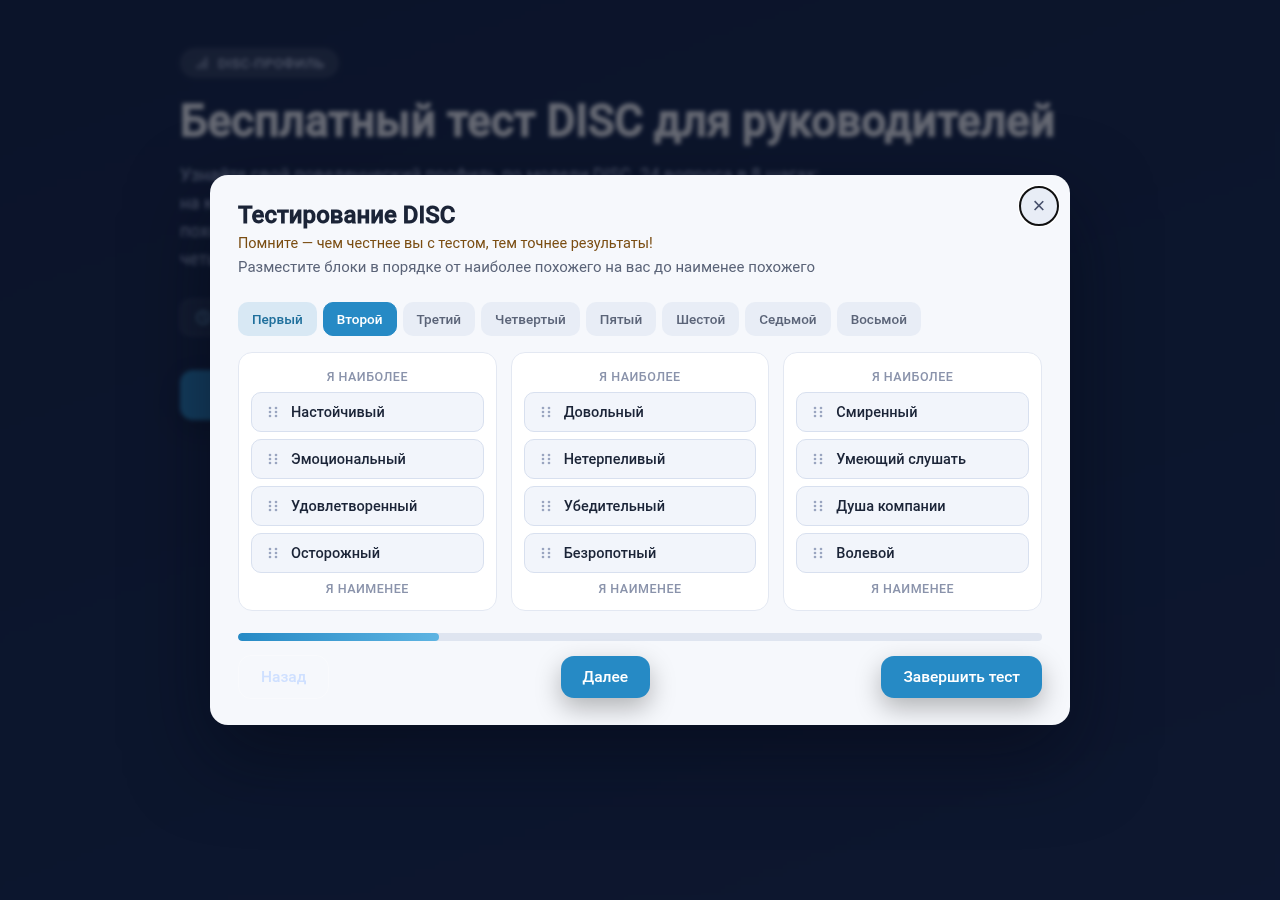 DISC-ПРОФИЛЬ
Бесплатный тест DISC для руководителей
Тестирование DISC
×
Помните — чем честнее вы с тестом, тем точнее результаты!
Разместите блоки в порядке от наиболее похожего на вас до наименее похожего
Первый Второй Третий Четвертый Пятый Шестой Седьмой Восьмой
Я НАИБОЛЕЕ
Настойчивый
Эмоциональный
Удовлетворенный
Осторожный
Я НАИМЕНЕЕ
Я НАИБОЛЕЕ
Довольный
Нетерпеливый
Убедительный
Безропотный
Я НАИМЕНЕЕ
Я НАИБОЛЕЕ
Смиренный
Умеющий слушать
Душа компании
Волевой
Я НАИМЕНЕЕ
Назад Далее Завершить тест